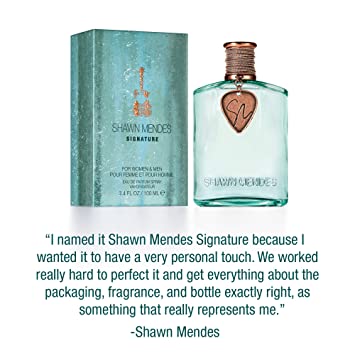 SHAWN MENDES
SIGNATURE
FOR WOMEN & MEN
POUR FEMME ET POUR HOMME
EAU DE PARFUM SPRAY
VAPORISATEUR
3.4 FL.OZ / 100 ML ℮
SM
SHAWN MENDES
“I named it Shawn Mendes Signature because I
wanted it to have a very personal touch. We worked
really hard to perfect it and get everything about the
packaging, fragrance, and bottle exactly right, as
something that really represents me.”
-Shawn Mendes